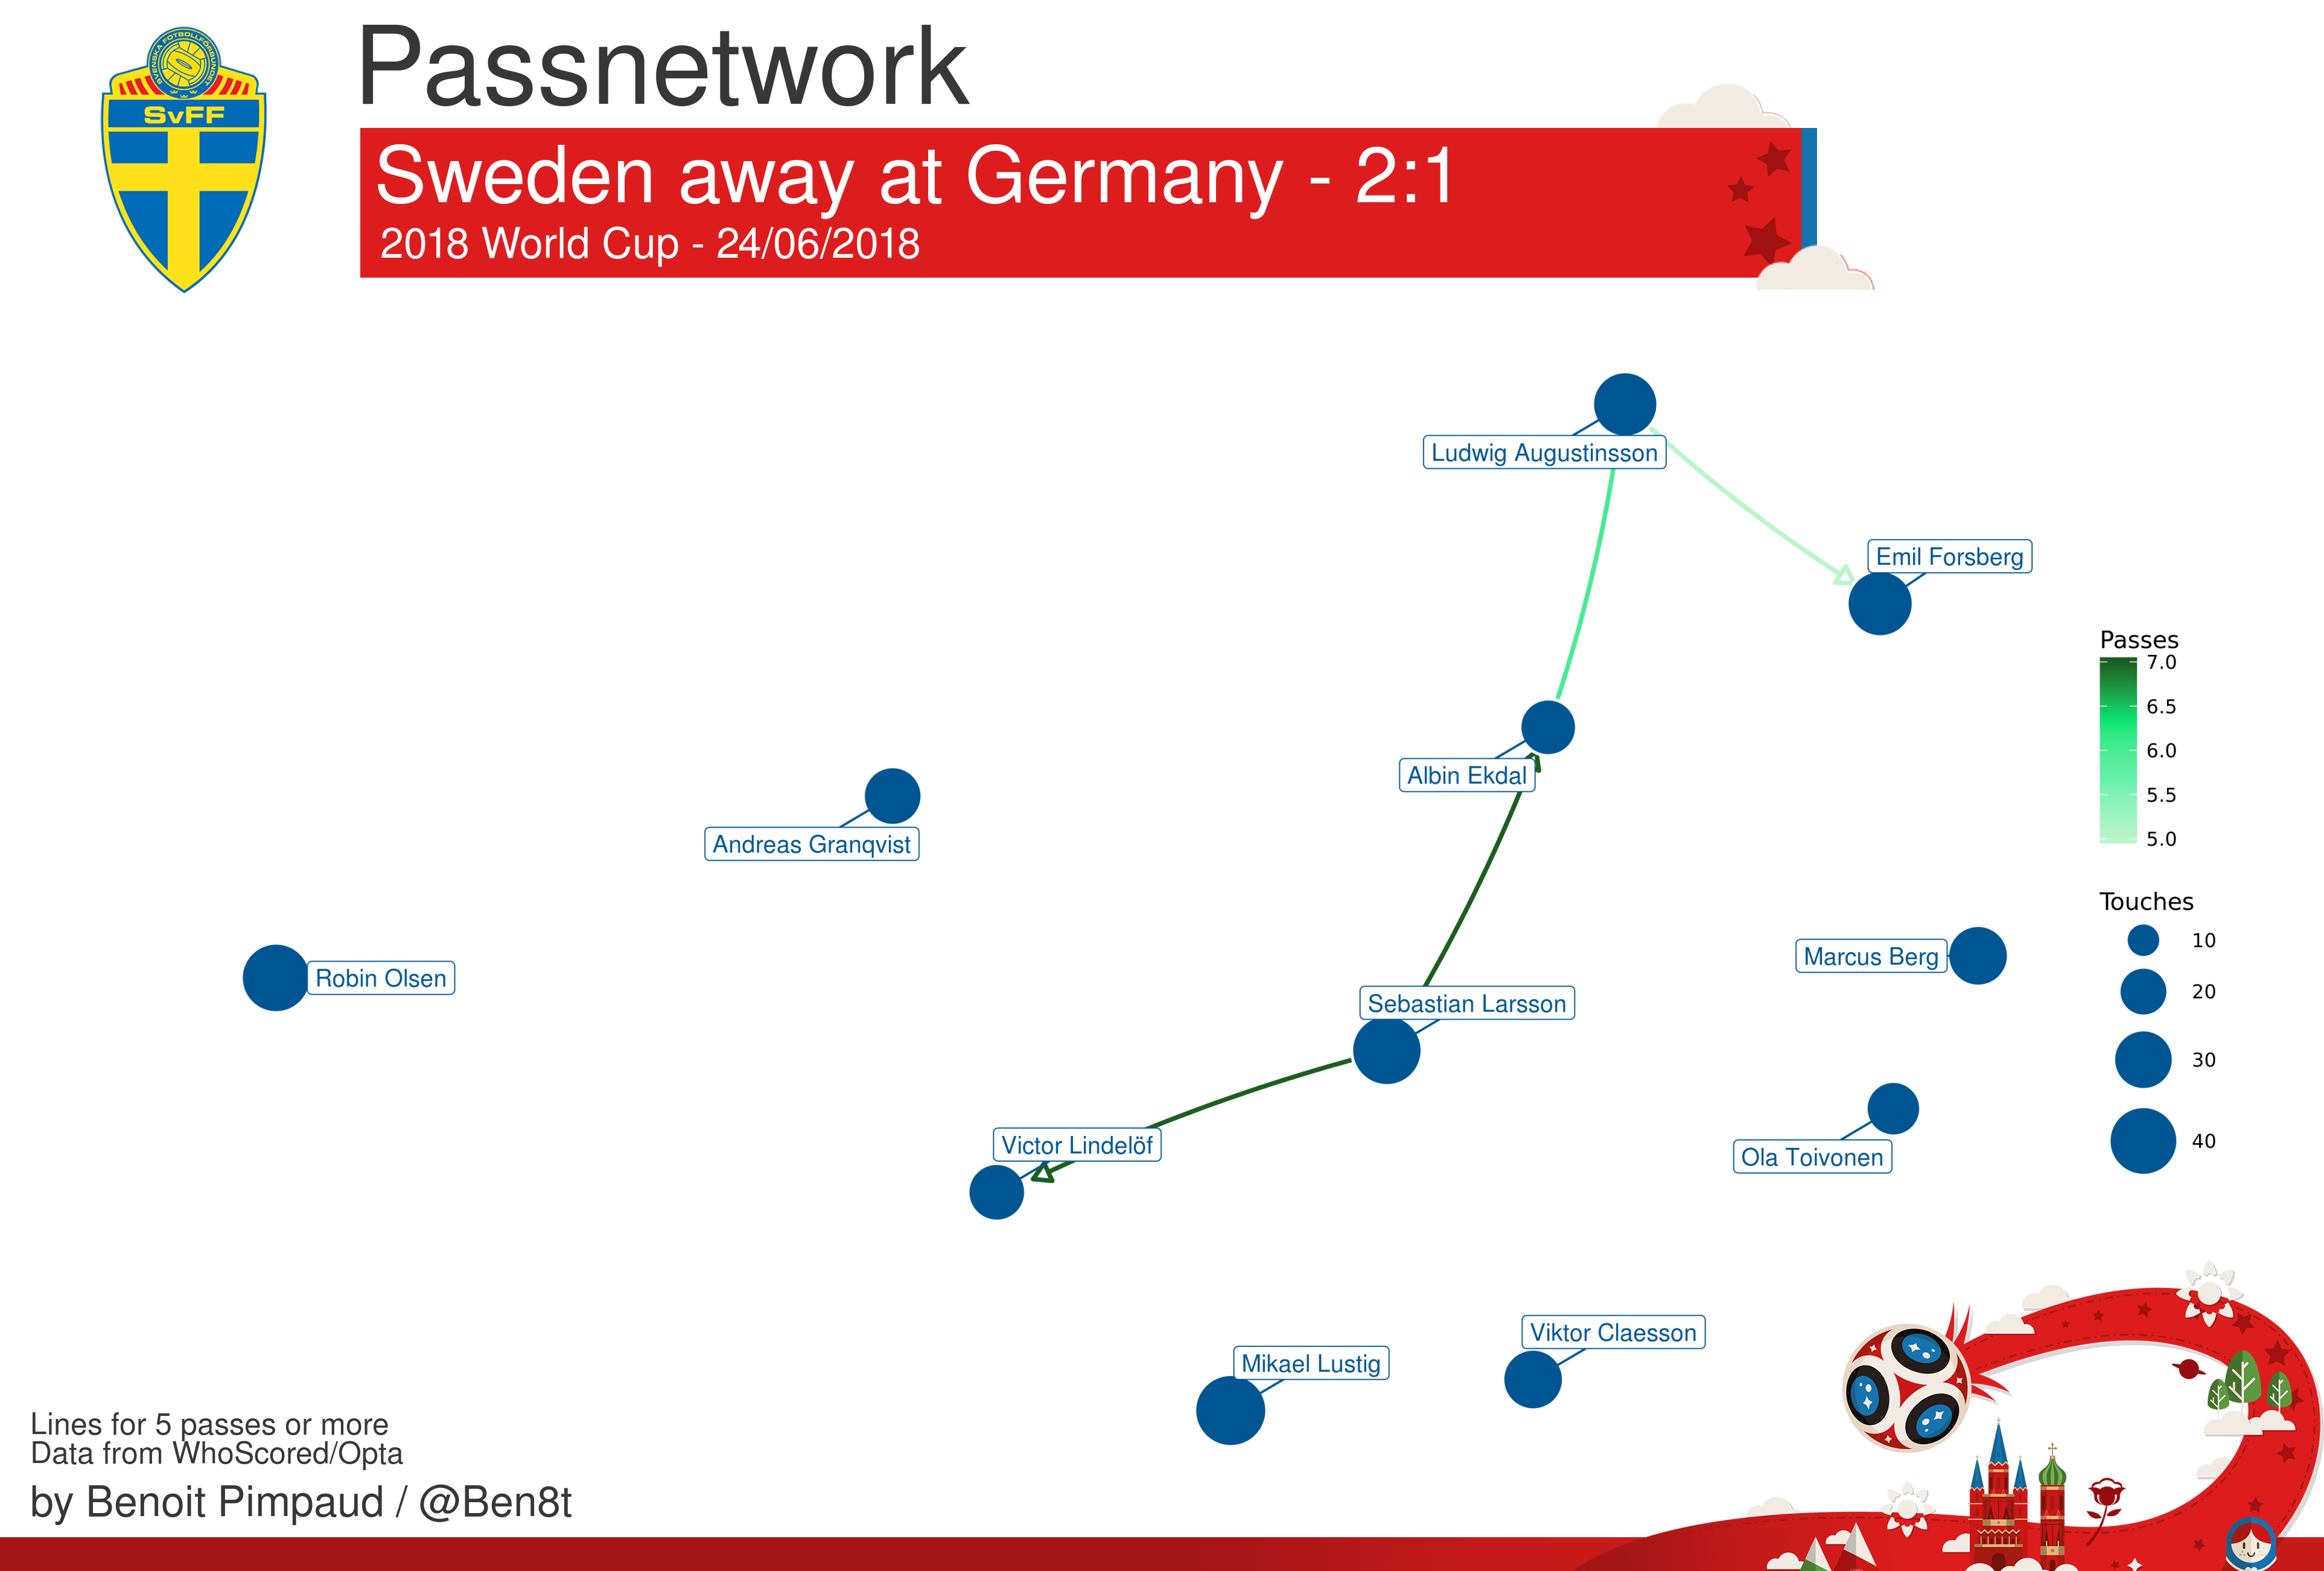 SVENSKA FOTBOLLFÖRBUNDET
SvFF
Passnetwork
Sweden away at Germany - 2:1
2018 World Cup - 24/06/2018
Ludwig Augustinsson
Emil Forsberg
Passes
7.0
6.5
6.0
5.5
5.0
Albin Ekdal
Andreas Granqvist
Touches
10
20
30
40
Marcus Berg
Robin Olsen
Sebastian Larsson
Victor Lindelöf
Ola Toivonen
Viktor Claesson
Mikael Lustig
Lines for 5 passes or more
Data from WhoScored/Opta
by Benoit Pimpaud / @Ben8t